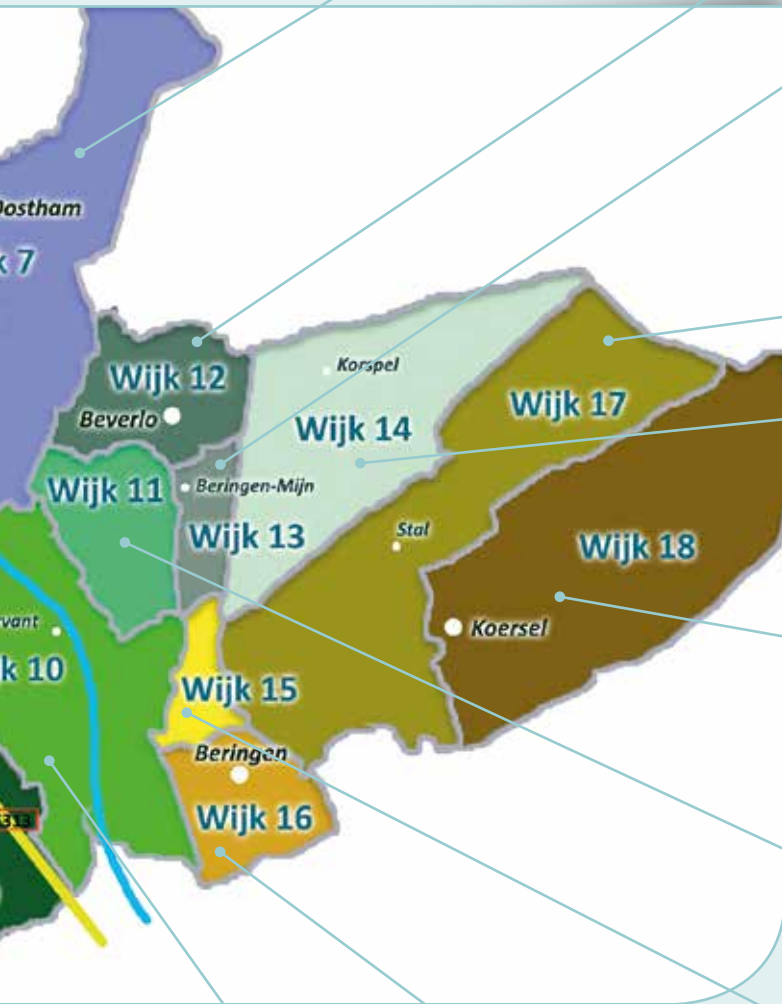 Oostham
k 7
Korspel
Wijk 12
Wijk 17
Beverlo
Wijk 14
Wijk 11
Beringen-Mijn
Stal
Wijk 13
Wijk 18
vant
Koersel
k 10
Wijk 15
Beringen
Wijk 16
313